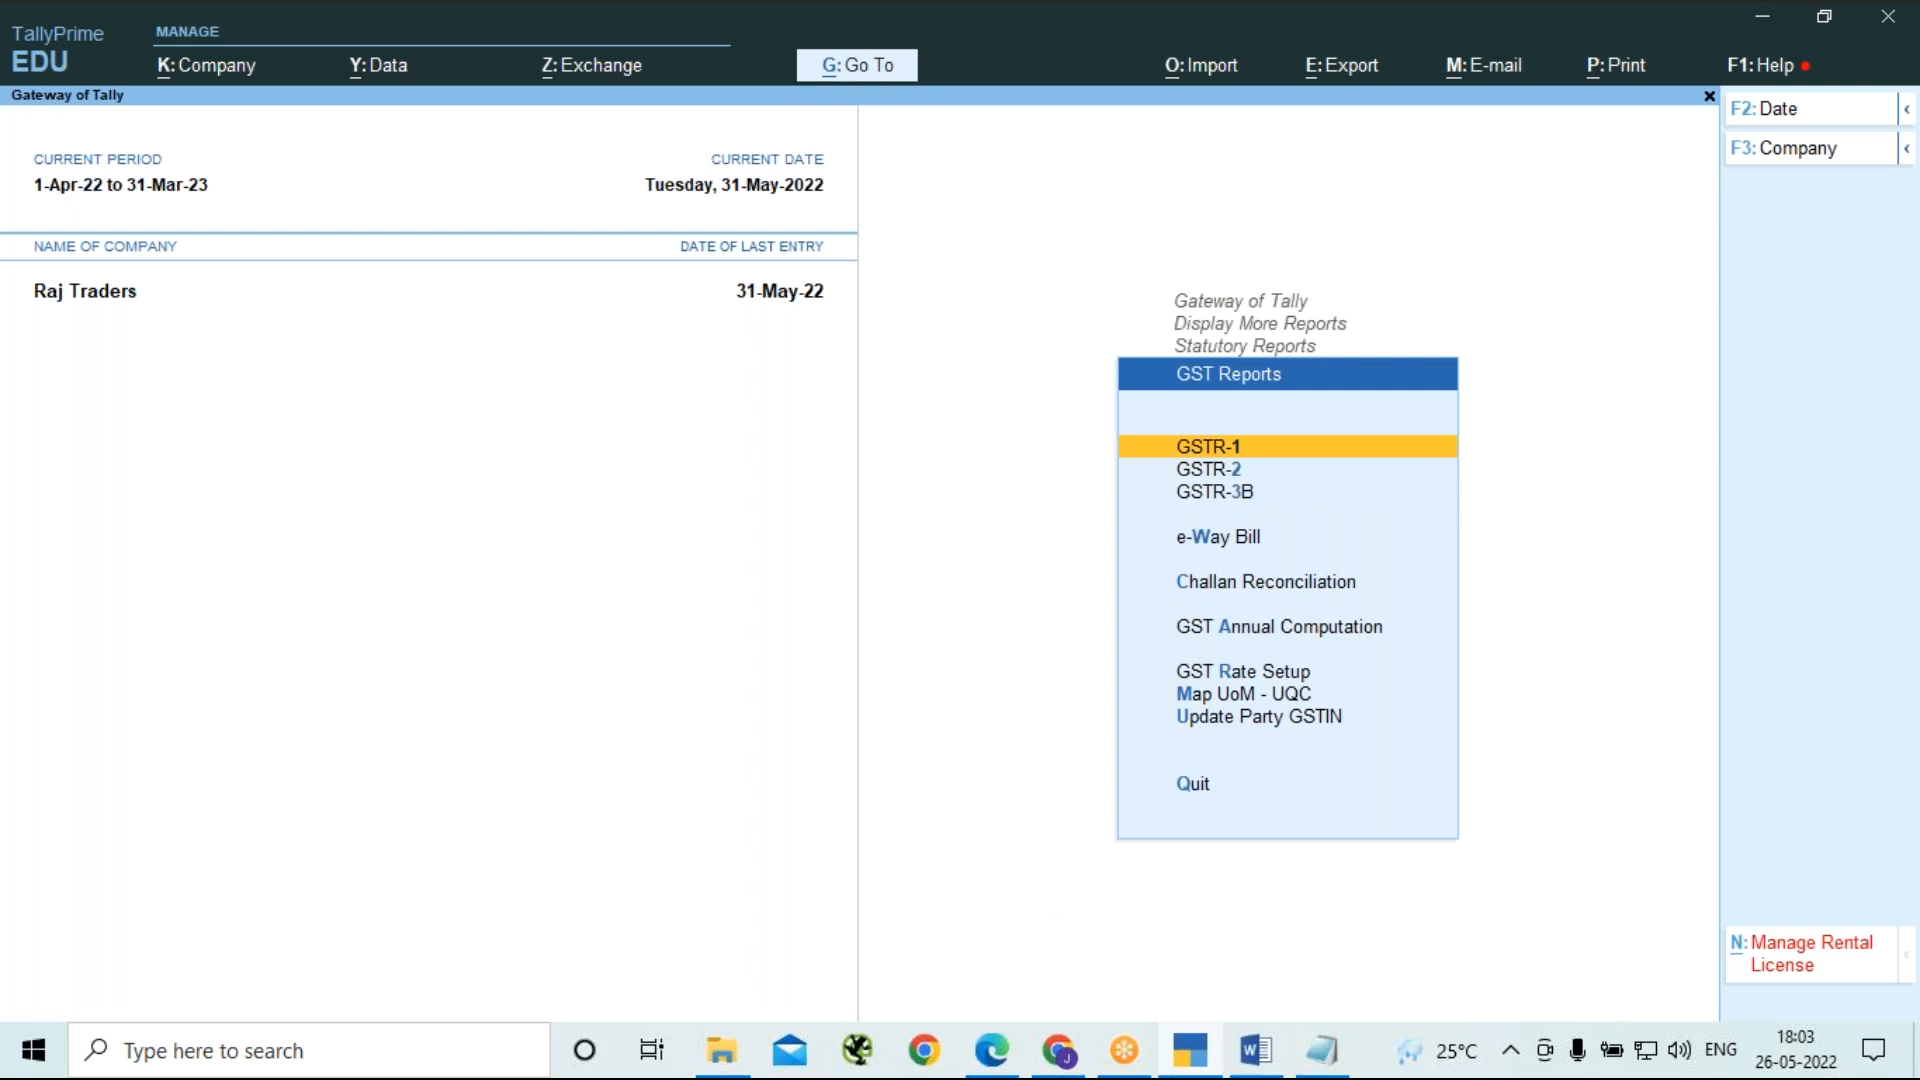 TallyPrime
EDU
MANAGE
K: Company
Y: Data
Z: Exchange
G: Go To
O: Import
E: Export
M: E-mail
P: Print
F1: Help
Gateway of Tally
F2: Date
F3: Company
CURRENT PERIOD
CURRENT DATE
1-Apr-22 to 31-Mar-23
Tuesday, 31-May-2022
NAME OF COMPANY
DATE OF LAST ENTRY
Raj Traders
31-May-22
Gateway of Tally
Display More Reports
Statutory Reports
GST Reports
GSTR-1
GSTR-2
GSTR-3B
e-Way Bill
Challan Reconciliation
GST Annual Computation
GST Rate Setup
Map UoM - UQC
Update Party GSTIN
Quit
N: Manage Rental
License
Type here to search
25°C
ENG
18:03
26-05-2022